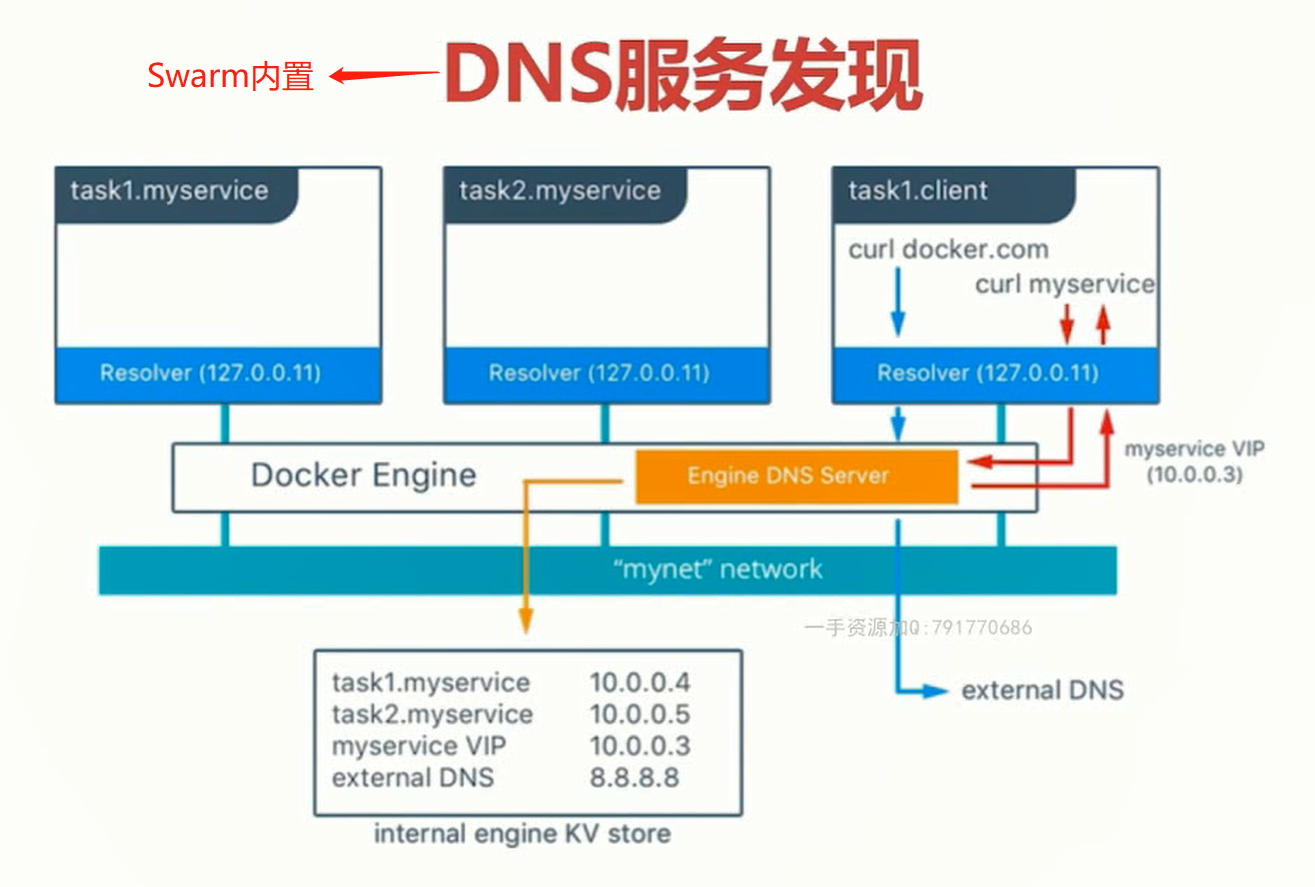 DNS服务发现
Swarm内置
task1.myservice
task2.myservice
task1.client
curl docker.com
curl myservice
Resolver (127.0.0.11)
Resolver (127.0.0.11)
Resolver (127.0.0.11)
Docker Engine
Engine DNS Server
myservice VIP
(10.0.0.3)
“mynet” network
一手资源加Q:791770686
task1.myservice 10.0.0.4
task2.myservice 10.0.0.5
myservice VIP 10.0.0.3
external DNS 8.8.8.8
external DNS
internal engine KV store